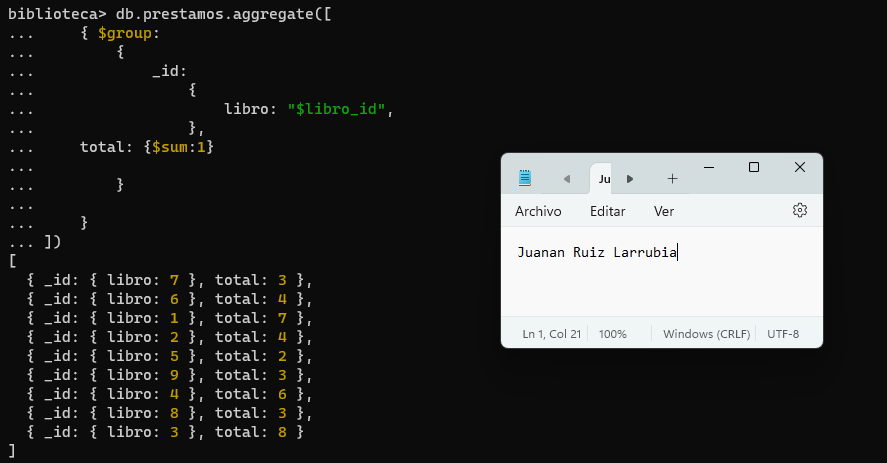 biblioteca> db.prestamos.aggregate([
...     { $group:
...         {
...             _id:
...                 {
...                     libro: "$libro_id",
...                 },
...     total: {$sum:1}
...
...         }
...
...     }
... ])
[
  { _id: { libro: 7 }, total: 3 },
  { _id: { libro: 6 }, total: 4 },
  { _id: { libro: 1 }, total: 7 },
  { _id: { libro: 2 }, total: 4 },
  { _id: { libro: 5 }, total: 2 },
  { _id: { libro: 9 }, total: 3 },
  { _id: { libro: 4 }, total: 6 },
  { _id: { libro: 8 }, total: 3 },
  { _id: { libro: 3 }, total: 8 }
]
Ju
Archivo Editar Ver
Juanan Ruiz Larrubia
Ln 1, Col 21 100% Windows (CRLF) UTF-8